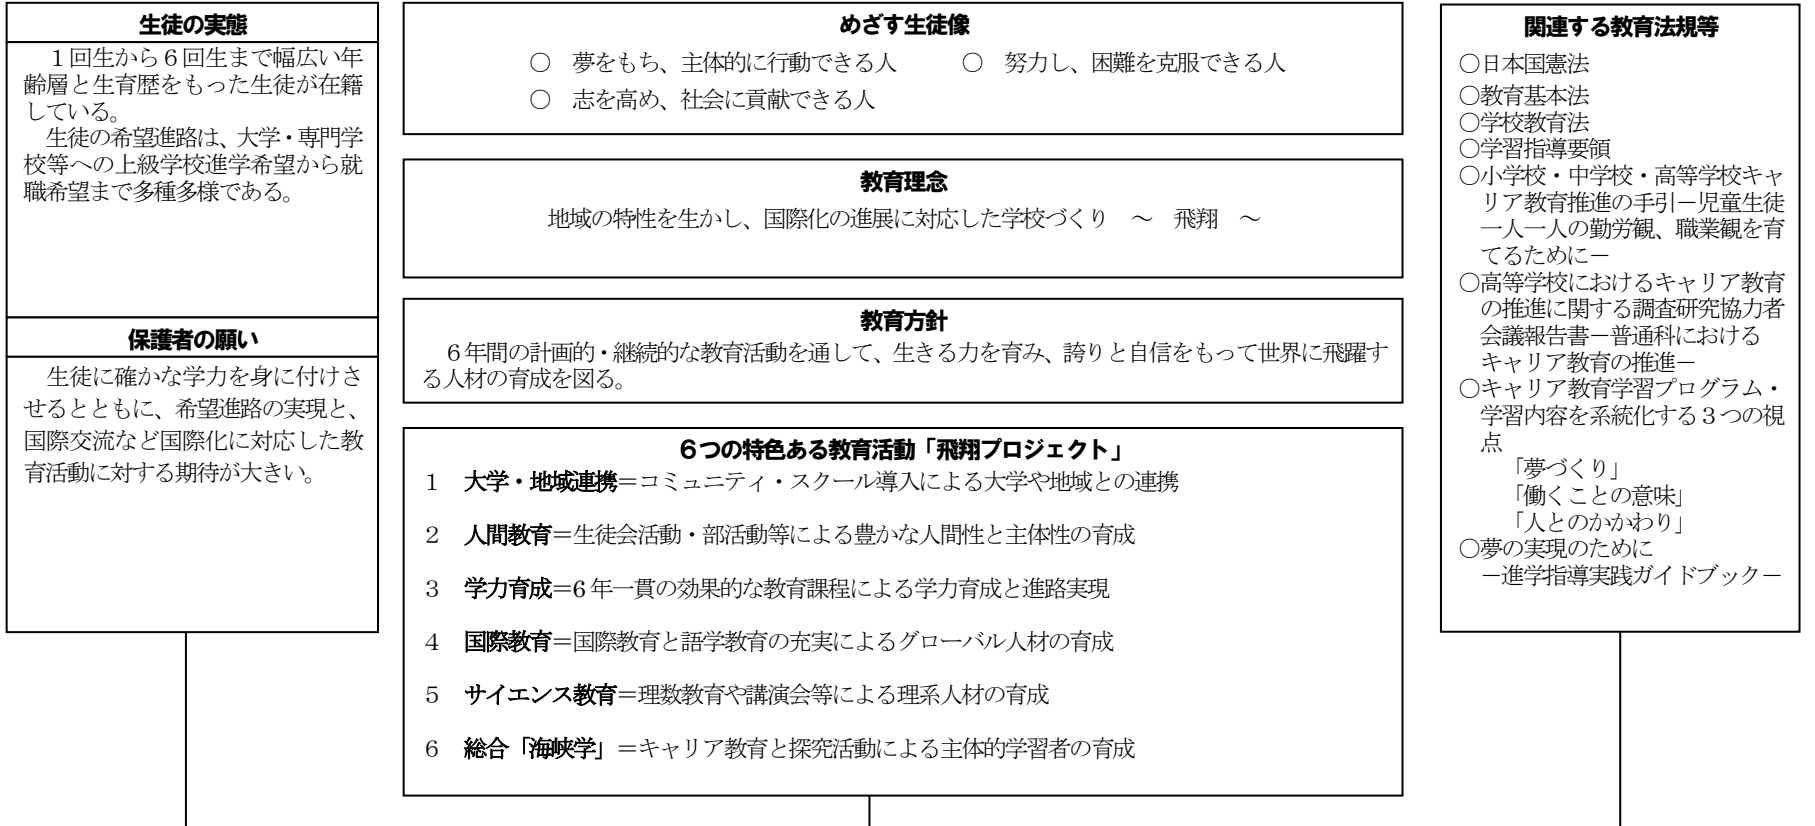 生徒の実態
１回生から６回生まで幅広い年
齢層と生育歴をもった生徒が在籍
している。
生徒の希望進路は、大学・専門学
校等への上級学校進学希望から就
職希望まで多種多様である。
保護者の願い
生徒に確かな学力を身に付けさ
せるとともに、希望進路の実現と、
国際交流など国際化に対応した教
育活動に対する期待が大きい。
めざす生徒像
○　夢をもち、主体的に行動できる人　　○　努力し、困難を克服できる人
○　志を高め、社会に貢献できる人
教育理念
地域の特性を生かし、国際化の進展に対応した学校づくり　～　飛翔　～
教育方針
６年間の計画的・継続的な教育活動を通して、生きる力を育み、誇りと自信をもって世界に飛躍す
る人材の育成を図る。
６つの特色ある教育活動「飛翔プロジェクト」
１　大学・地域連携＝コミュニティ・スクール導入による大学や地域との連携
２　人間教育＝生徒会活動・部活動等による豊かな人間性と主体性の育成
３　学力育成＝6 年一貫の効果的な教育課程による学力育成と進路実現
４　国際教育＝国際教育と語学教育の充実によるグローバル人材の育成
５　サイエンス教育＝理数教育や講演会等による理系人材の育成
６　総合「海峡学」＝キャリア教育と探究活動による主体的学習者の育成
関連する教育法規等
○日本国憲法
○教育基本法
○学校教育法
○学習指導要領
○小学校・中学校・高等学校キャ
リア教育推進の手引－児童生徒
一人一人の勤労観、職業観を育
てるために－
○高等学校におけるキャリア教育
の推進に関する調査研究協力者
会議報告書－普通科における
キャリア教育の推進－
○キャリア教育学習プログラム・
学習内容を系統化する３つの視
点
「夢づくり」
「働くことの意味」
「人とのかかわり」
○夢の実現のために
－進学指導実践ガイドブック－